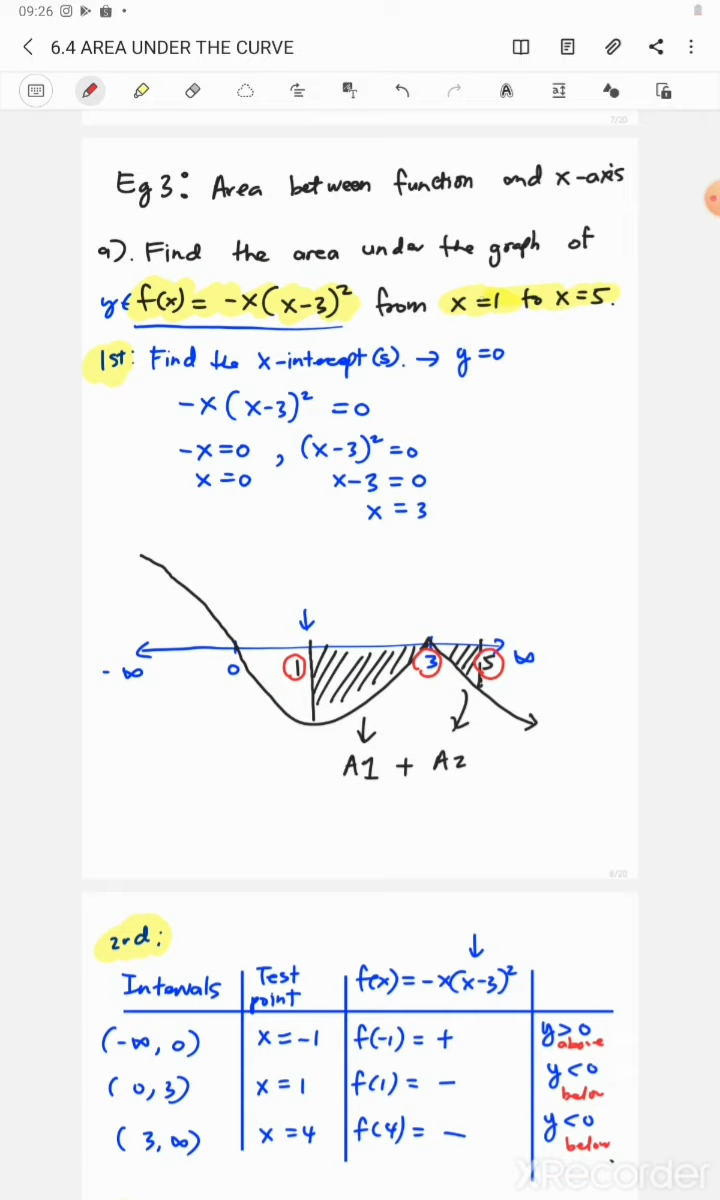 09:26
6.4 AREA UNDER THE CURVE
7/20
Eg 3: Area between function and x-axis
a). Find the area under the graph of
y← f(x) = -x(x-3)² from x=1 to x=5.
1st: Find the x-intercept(s). → y=0
-x(x-3)² = 0
-x=0 , (x-3)²=0
x=0 x-3=0
x = 3
-∞ 0 1 3 5 ∞
A1 + A2
8/20
2nd:
Intervals Test point f(x) = -x(x-3)²
(-∞, 0) x=-1 f(-1) = + y>0 above
(0, 3) x=1 f(1) = - y<0 below
(3, ∞) x=4 f(4) = - y<0 below
XRecorder